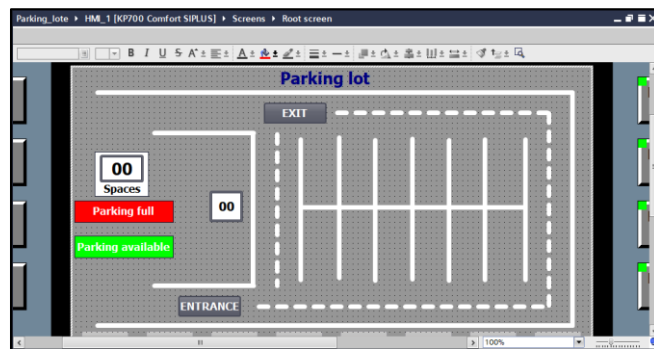 Parking_lote ▸ HMI_1 [KP700 Comfort SIPLUS] ▸ Screens ▸ Root screen
B I U S A
Parking lot
EXIT
00
Spaces
Parking full
00
Parking available
ENTRANCE
100%